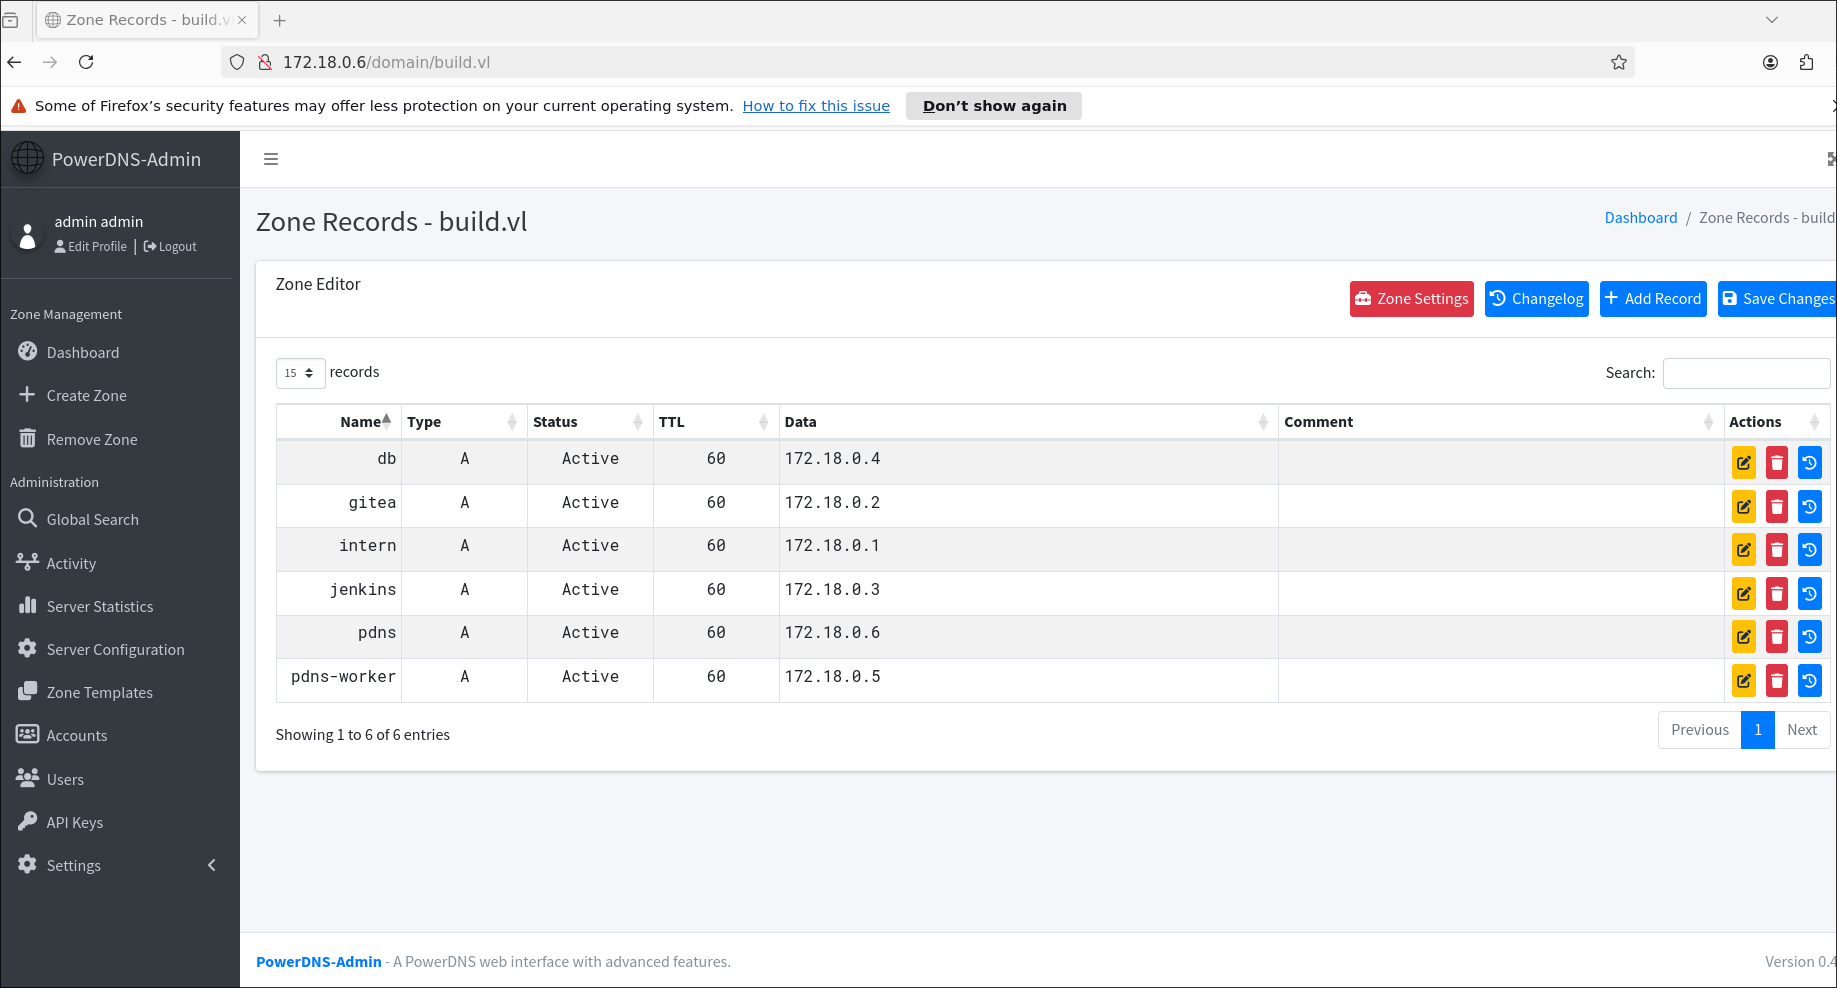 Zone Records - build.v
172.18.0.6/domain/build.vl
Some of Firefox’s security features may offer less protection on your current operating system. How to fix this issue Don’t show again
PowerDNS-Admin
admin admin
Edit Profile | Logout
Zone Management
Dashboard
Create Zone
Remove Zone
Administration
Global Search
Activity
Server Statistics
Server Configuration
Zone Templates
Accounts
Users
API Keys
Settings
Zone Records - build.vl
Dashboard / Zone Records - build
Zone Editor
Zone Settings Changelog Add Record Save Changes
15 records Search:
Name Type Status TTL Data Comment Actions
db A Active 60 172.18.0.4
gitea A Active 60 172.18.0.2
intern A Active 60 172.18.0.1
jenkins A Active 60 172.18.0.3
pdns A Active 60 172.18.0.6
pdns-worker A Active 60 172.18.0.5
Showing 1 to 6 of 6 entries Previous 1 Next
PowerDNS-Admin - A PowerDNS web interface with advanced features. Version 0.4